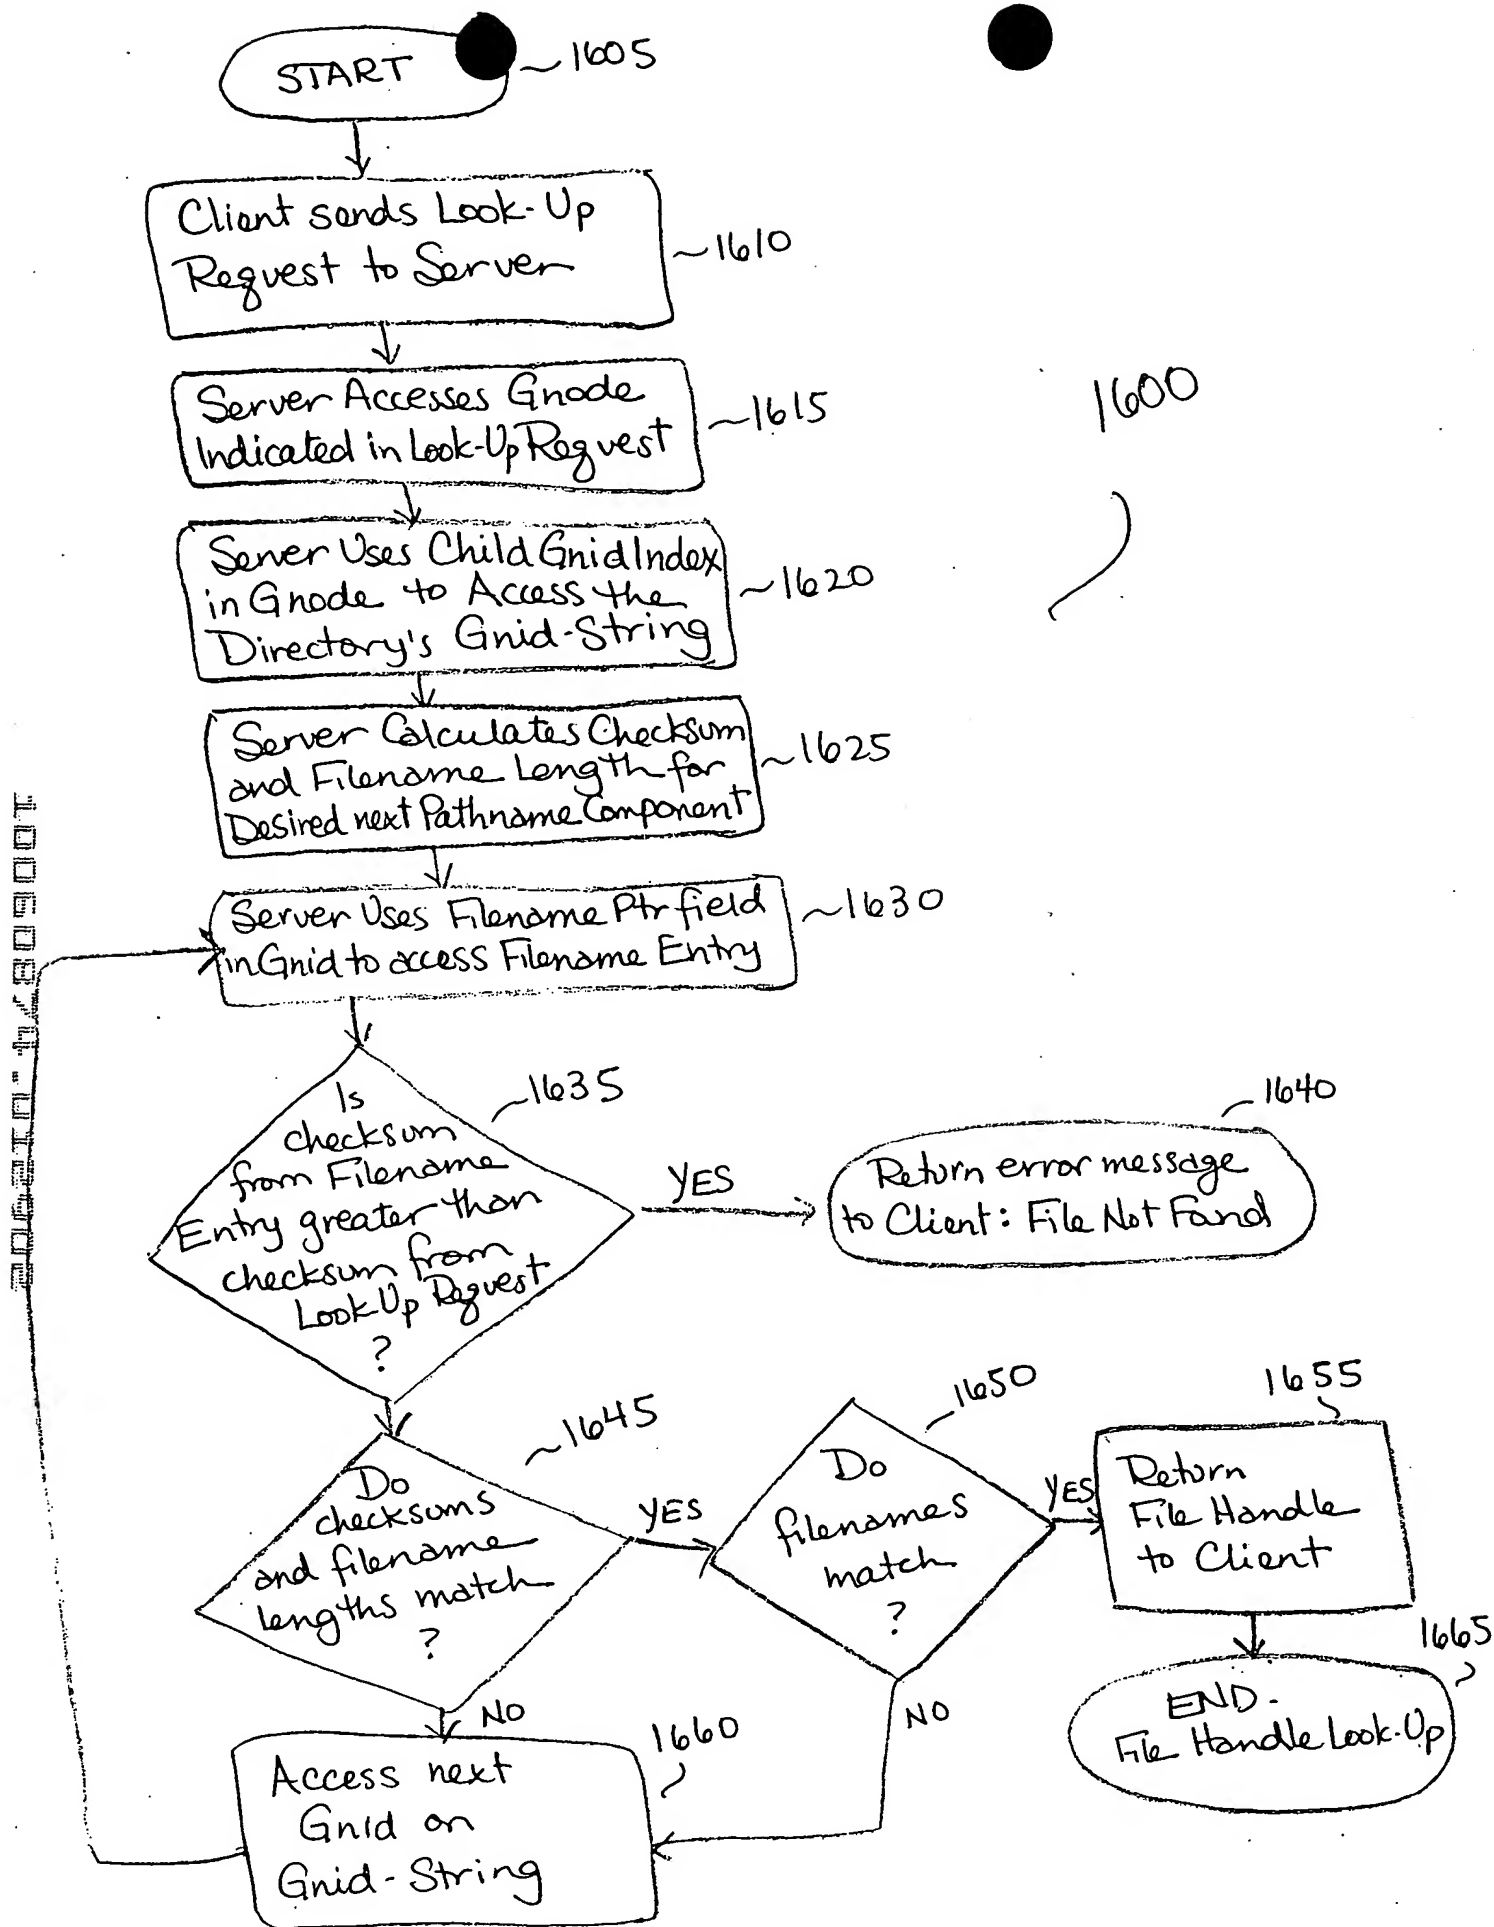 START
1605
Client sends Look-Up
Request to Server
1610
Server Accesses Gnode
Indicated in Look-Up Request
1615
1600
Server Uses Child Gnid Index
in Gnode to Access the
Directory's Gnid-String
1620
Server Calculates Checksum
and Filename Length for
Desired next Pathname Component
1625
Server Uses Filename Ptr field
in Gnid to access Filename Entry
1630
Is
checksum
from Filename
Entry greater than
checksum from
Look-Up Request
?
1635
YES
1640
Return error message
to Client: File Not Found
Do
checksums
and filename
lengths match
?
1645
YES
NO
Do
filenames
match
?
1650
YES
NO
1655
Return
File Handle
to Client
1665
END -
File Handle Look-Up
1660
Access next
Gnid on
Gnid-String